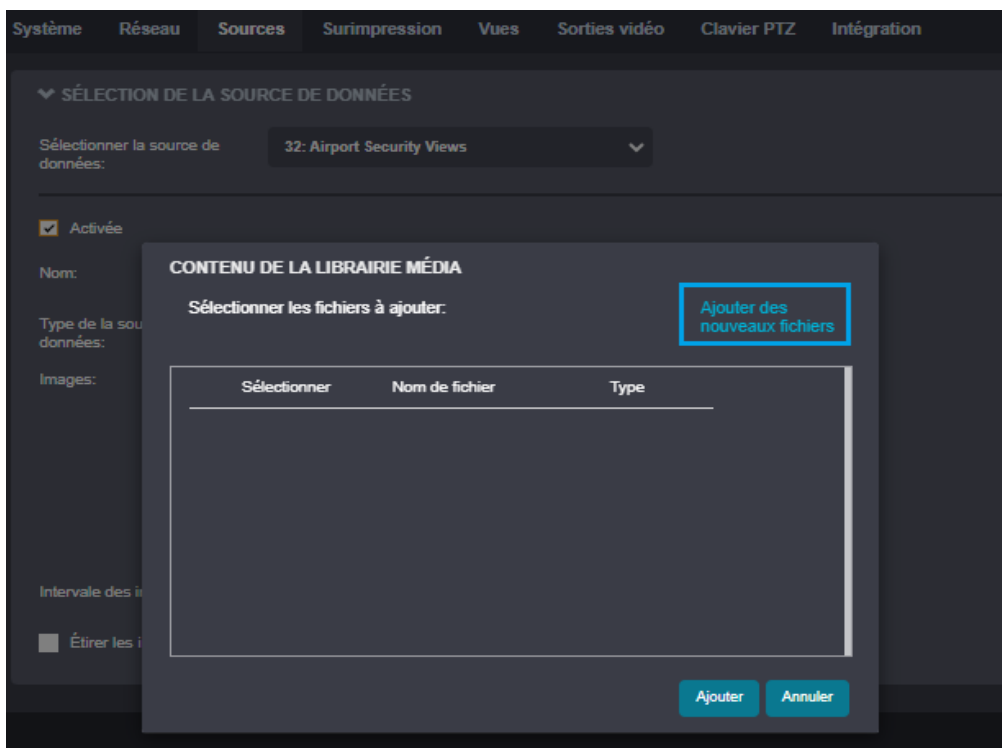 Système Réseau Sources Surimpression Vues Sorties vidéo Clavier PTZ Intégration
SÉLECTION DE LA SOURCE DE DONNÉES
Sélectionner la source de
données:
32: Airport Security Views
Activée
Nom:
Type de la sou
données:
Images:
Intervale des i
Étirer les i
CONTENU DE LA LIBRAIRIE MÉDIA
Sélectionner les fichiers à ajouter:
Ajouter des
nouveaux fichiers
Sélectionner Nom de fichier Type
Ajouter Annuler